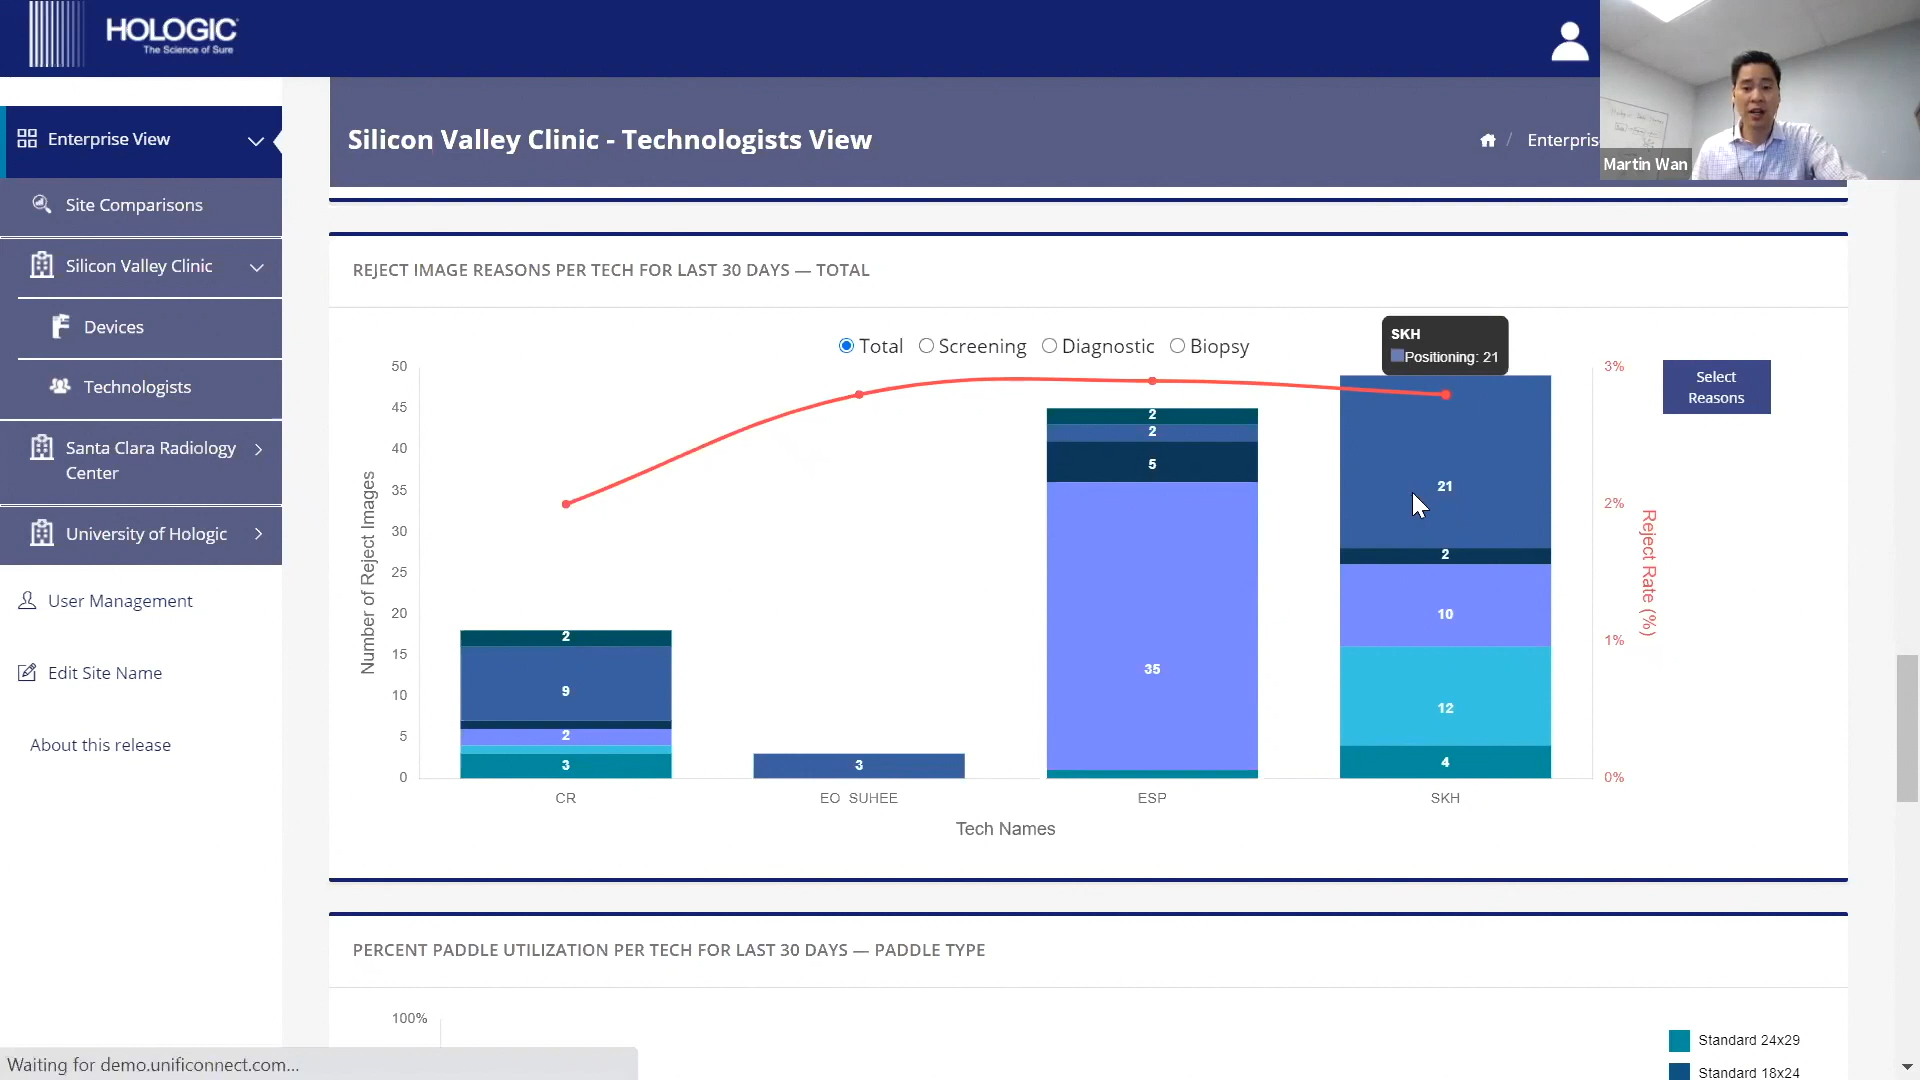 HOLOGIC
The Science of Sure
Martin Wan
Enterprise View
Site Comparisons
Silicon Valley Clinic
Devices
Technologists
Santa Clara Radiology
Center
University of Hologic
User Management
Edit Site Name
About this release
Silicon Valley Clinic - Technologists View
/ Enterpris
REJECT IMAGE REASONS PER TECH FOR LAST 30 DAYS — TOTAL
Total Screening Diagnostic Biopsy
SKH
Positioning: 21
Select
Reasons
Number of Reject Images
50
45
40
35
30
25
20
15
10
5
0
2
9
2
3
3
2
2
5
35
21
2
10
12
4
3%
2%
1%
0%
Reject Rate (%)
CR EO SUHEE ESP SKH
Tech Names
PERCENT PADDLE UTILIZATION PER TECH FOR LAST 30 DAYS — PADDLE TYPE
100%
Standard 24x29
Standard 18x24
Waiting for demo.unificonnect.com...